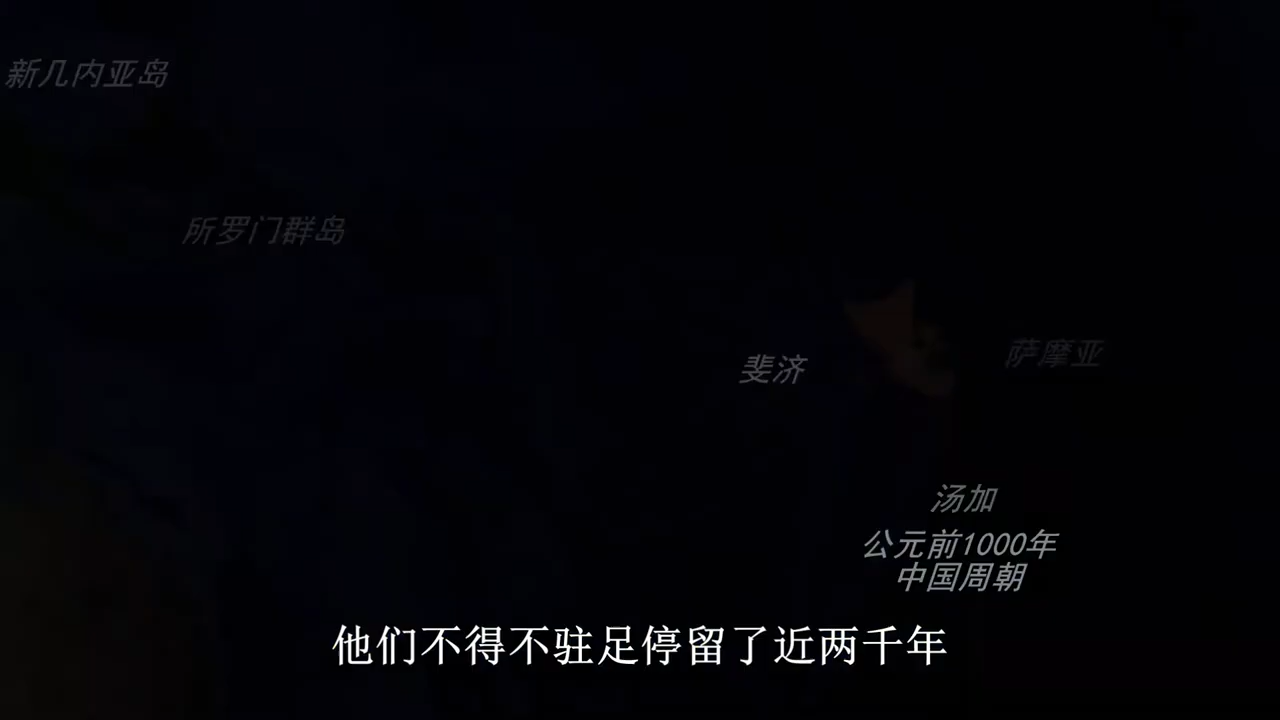 新几内亚岛
所罗门群岛
斐济
萨摩亚
汤加
公元前1000年
中国周朝
他们不得不驻足停留了近两千年